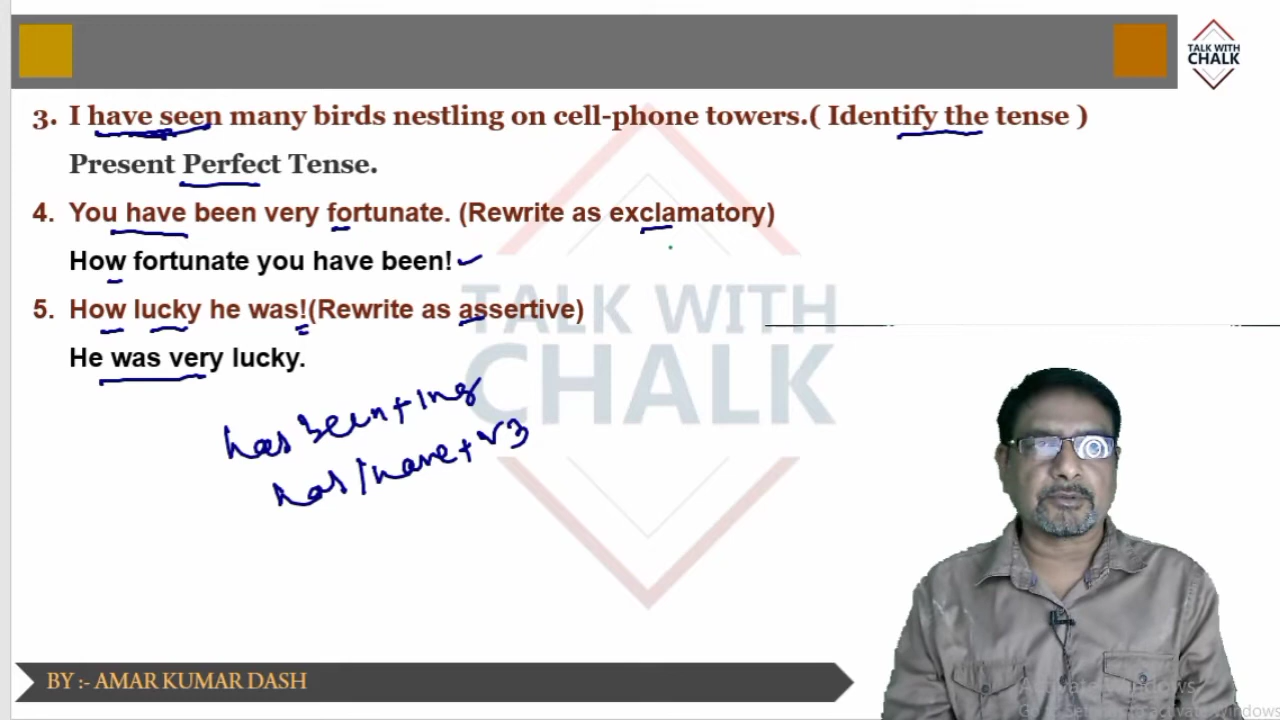 TALK WITH
CHALK
3. I have seen many birds nestling on cell-phone towers.( Identify the tense )
Present Perfect Tense.
4. You have been very fortunate. (Rewrite as exclamatory)
How fortunate you have been!
5. How lucky he was!(Rewrite as assertive)
He was very lucky.
TALK WITH
CHALK
has been+ing
has/have+V3
BY :- AMAR KUMAR DASH
Activate Windows